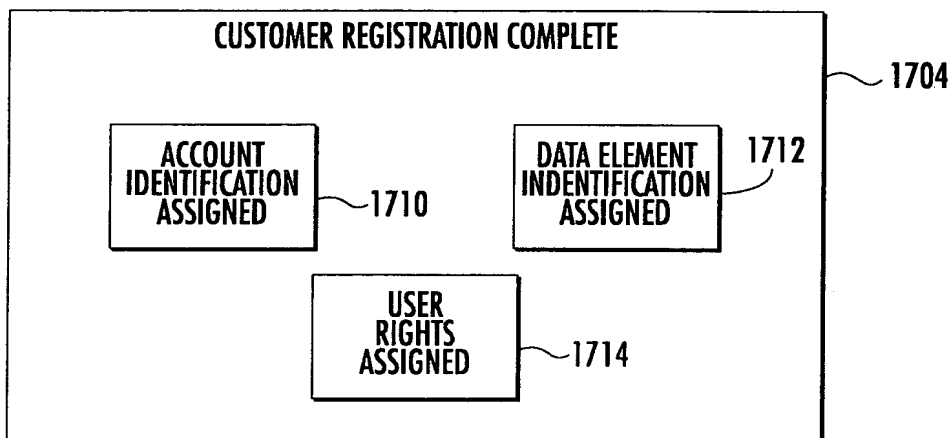 CUSTOMER REGISTRATION COMPLETE
1704
ACCOUNT
IDENTIFICATION
ASSIGNED
1710
DATA ELEMENT
INDENTIFICATION
ASSIGNED
1712
USER
RIGHTS
ASSIGNED
1714